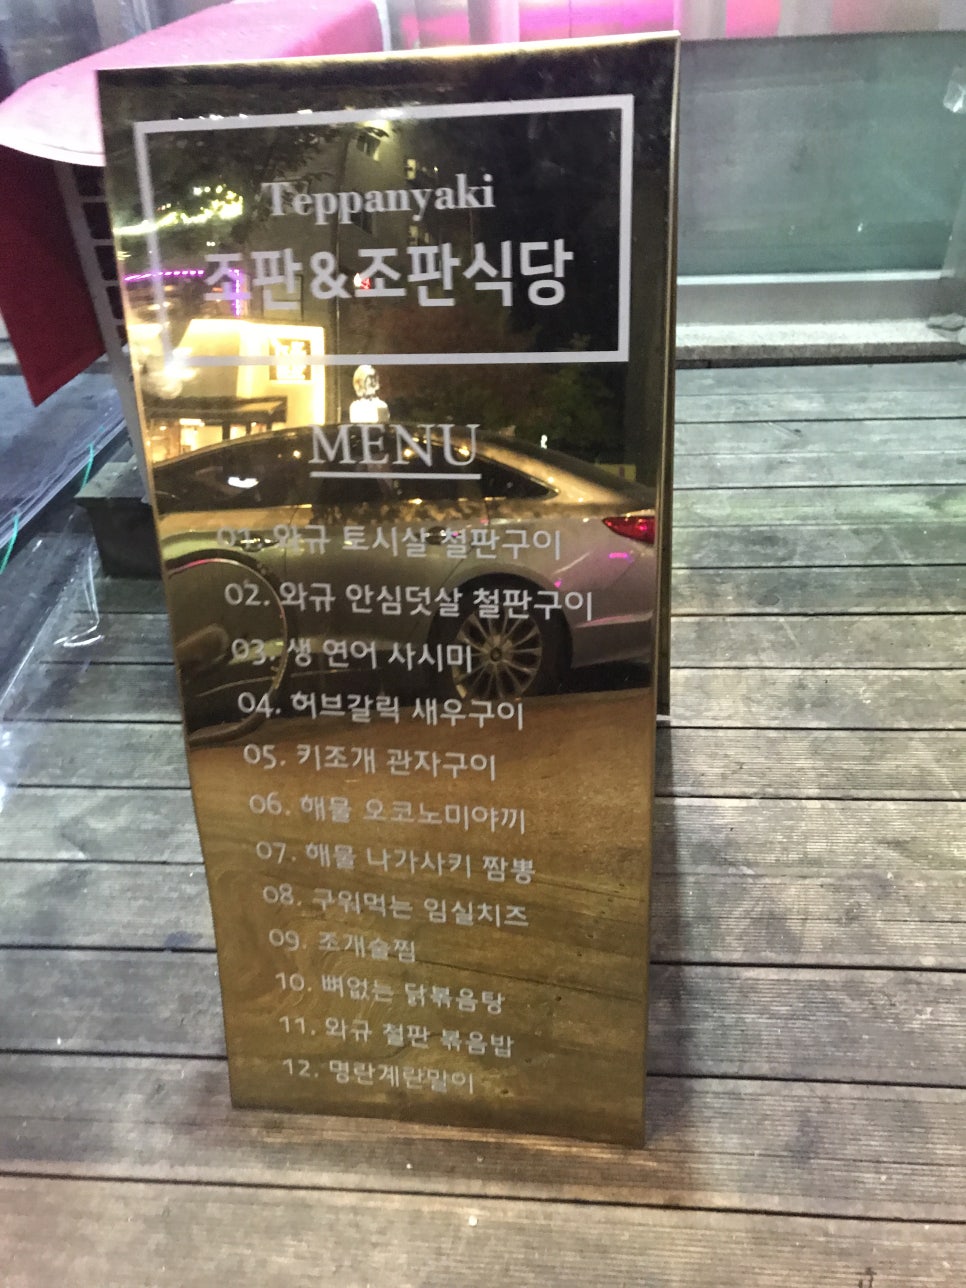 Teppanyaki
조판&조판식당
MENU
01. 와규 토시살 철판구이
02. 와규 안심덧살 철판구이
03. 생 연어 사시미
04. 허브갈릭 새우구이
05. 키조개 관자구이
06. 해물 오코노미야끼
07. 해물 나가사키 짬뽕
08. 구워먹는 임실치즈
09. 조개술찜
10. 뼈없는 닭볶음탕
11. 와규 철판 볶음밥
12. 명란계란말이